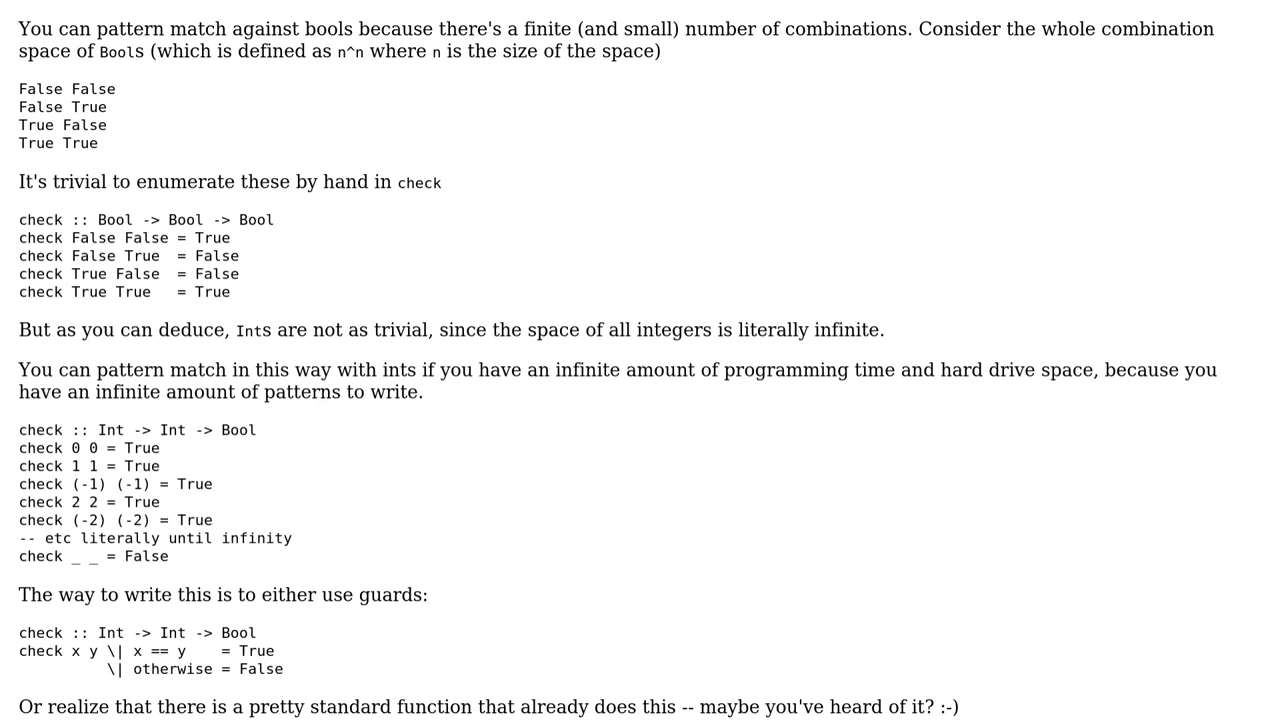 You can pattern match against bools because there's a finite (and small) number of combinations. Consider the whole combination
space of Bools (which is defined as n^n where n is the size of the space)
False False
False True
True False
True True
It's trivial to enumerate these by hand in check
check :: Bool -> Bool -> Bool
check False False = True
check False True  = False
check True False  = False
check True True   = True
But as you can deduce, Ints are not as trivial, since the space of all integers is literally infinite.
You can pattern match in this way with ints if you have an infinite amount of programming time and hard drive space, because you
have an infinite amount of patterns to write.
check :: Int -> Int -> Bool
check 0 0 = True
check 1 1 = True
check (-1) (-1) = True
check 2 2 = True
check (-2) (-2) = True
-- etc literally until infinity
check _ _ = False
The way to write this is to either use guards:
check :: Int -> Int -> Bool
check x y \| x == y    = True
          \| otherwise = False
Or realize that there is a pretty standard function that already does this -- maybe you've heard of it? :-)